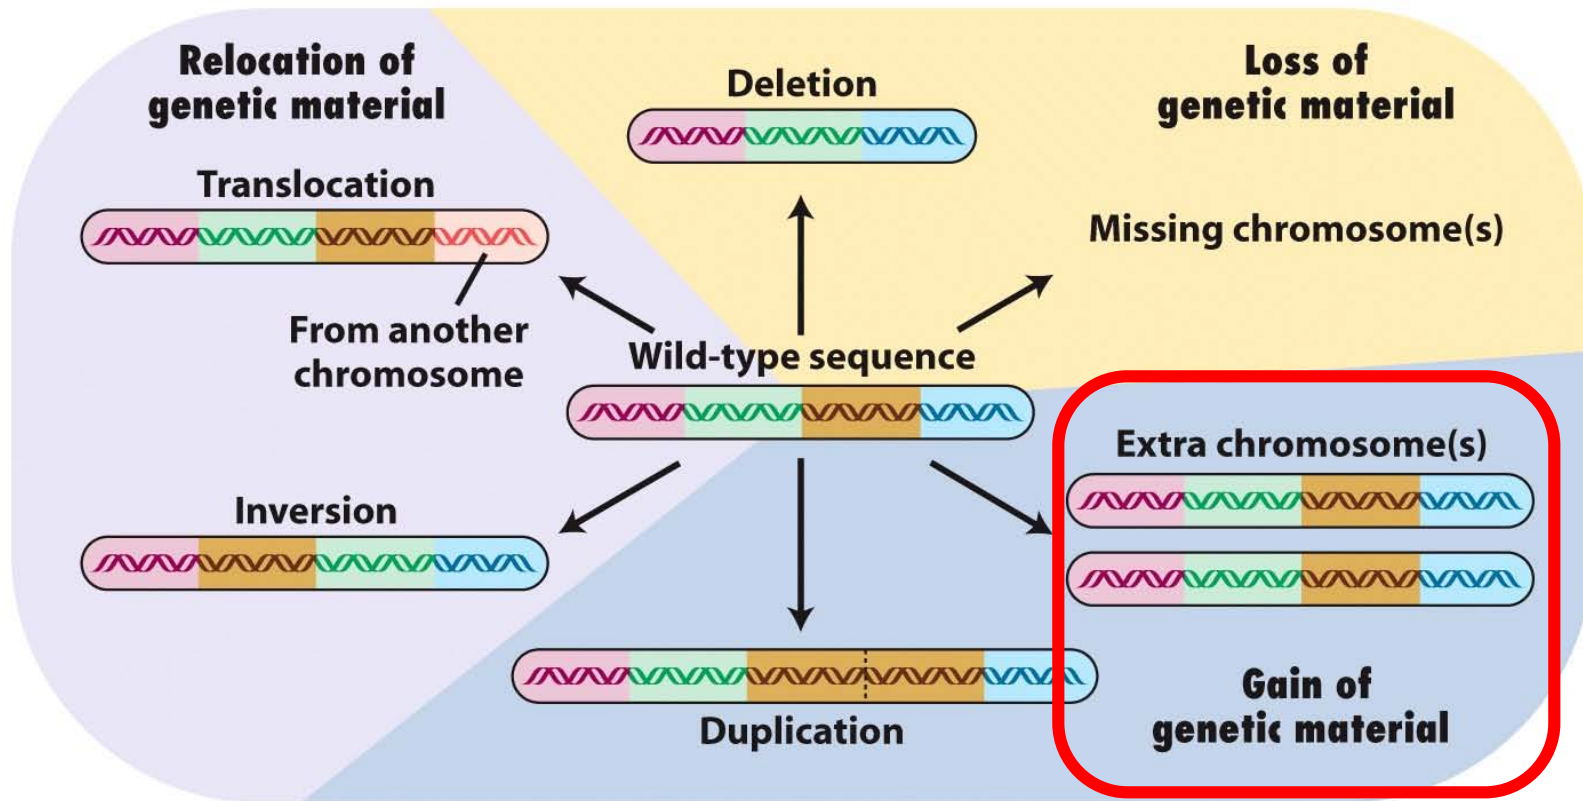 Relocation of
genetic material
Deletion
Loss of
genetic material
Translocation
Missing chromosome(s)
From another
chromosome
Wild-type sequence
Extra chromosome(s)
Inversion
Gain of
genetic material
Duplication